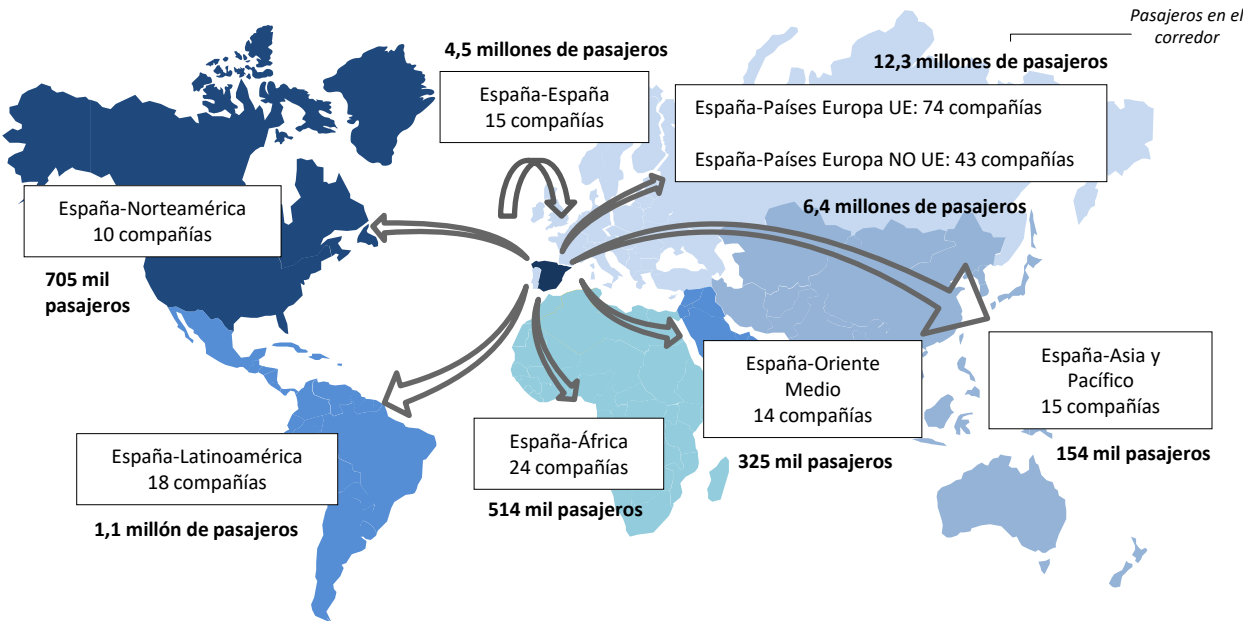 Pasajeros en el
corredor
4,5 millones de pasajeros
España-España
15 compañías
12,3 millones de pasajeros
España-Países Europa UE: 74 compañías
España-Países Europa NO UE: 43 compañías
6,4 millones de pasajeros
España-Norteamérica
10 compañías
705 mil
pasajeros
España-Latinoamérica
18 compañías
1,1 millón de pasajeros
España-África
24 compañías
514 mil pasajeros
España-Oriente
Medio
14 compañías
325 mil pasajeros
España-Asia y
Pacífico
15 compañías
154 mil pasajeros